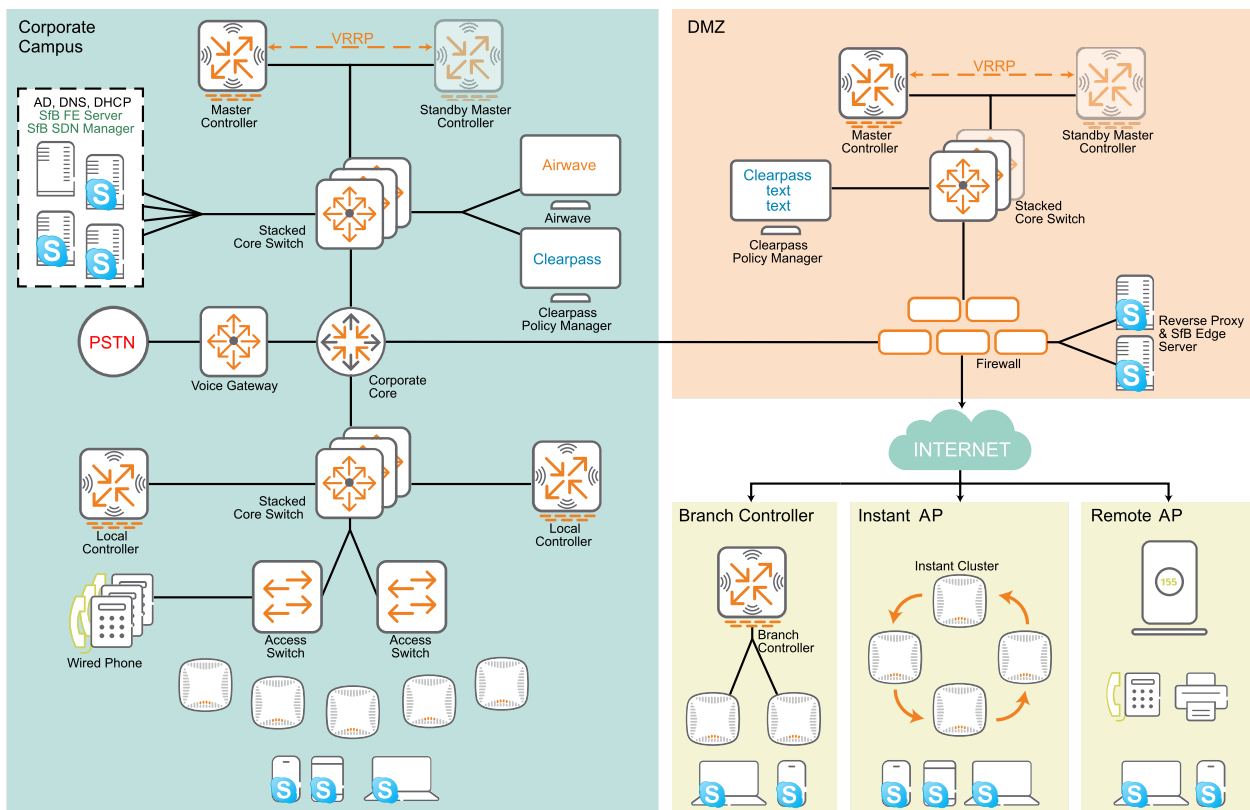 Corporate
Campus
VRRP
Master
Controller
Standby Master
Controller
AD, DNS, DHCP
SfB FE Server
SfB SDN Manager
S
S
S
Stacked
Core Switch
Airwave
Airwave
Clearpass
Clearpass
Policy Manager
PSTN
Voice Gateway
Corporate
Core
Local
Controller
Stacked
Core Switch
Local
Controller
Wired Phone
Access
Switch
Access
Switch
S
S
S
DMZ
VRRP
Master
Controller
Standby Master
Controller
Clearpass
text
text
Clearpass
Policy Manager
Stacked
Core Switch
Firewall
S
S
Reverse Proxy
& SfB Edge
Server
INTERNET
Branch Controller
Branch
Controller
S
S
Instant AP
Instant Cluster
S
S
S
Remote AP
155
S
S